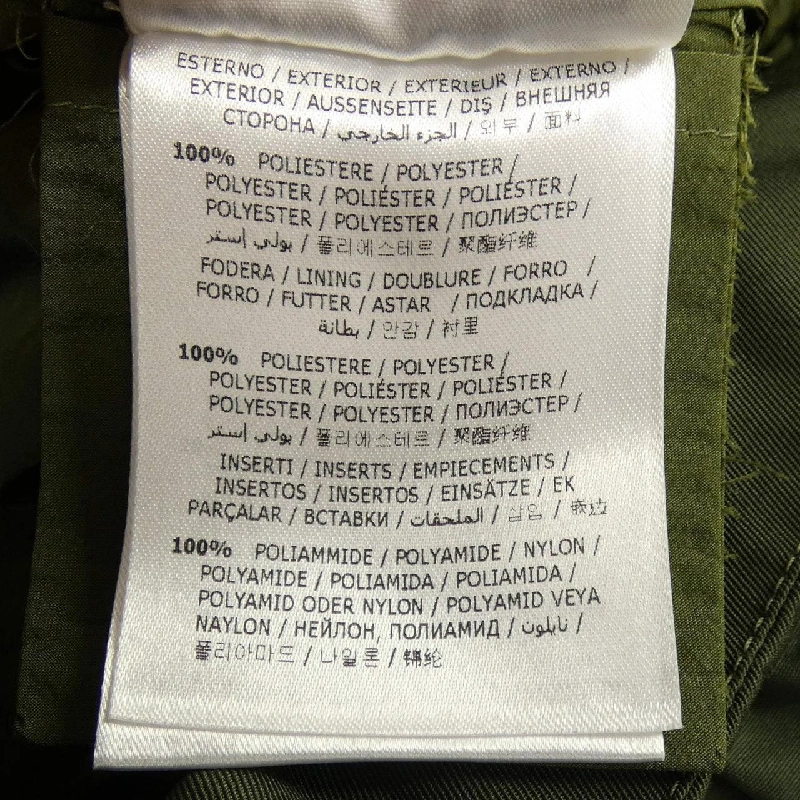 ESTERNO / EXTERIOR / EXTERIEUR / EXTERNO /
EXTERIOR / AUSSENSEITE / DIŞ / ВНЕШНЯЯ
СТОРОНА / الجزء الخارجي / 외부 / 面料
100% POLIESTERE / POLYESTER /
POLYESTER / POLIÉSTER / POLIÉSTER /
POLYESTER / POLYESTER / ПОЛИЭСТЕР /
بولي إستر / 폴리에스테르 / 聚酯纤维
FODERA / LINING / DOUBLURE / FORRO /
FORRO / FUTTER / ASTAR / ПОДКЛАДКА /
بطانة / 안감 / 衬里
100% POLIESTERE / POLYESTER /
POLYESTER / POLIÉSTER / POLIÉSTER /
POLYESTER / POLYESTER / ПОЛИЭСТЕР /
بولي إستر / 폴리에스테르 / 聚酯纤维
INSERTI / INSERTS / EMPIECEMENTS /
INSERTOS / INSERTOS / EINSÄTZE / EK
PARÇALAR / ВСТАВКИ / الملحقات / 삽입 / 嵌边
100% POLIAMMIDE / POLYAMIDE / NYLON /
POLYAMIDE / POLIAMIDA / POLIAMIDA /
POLYAMID ODER NYLON / POLYAMID VEYA
NAYLON / НЕЙЛОН, ПОЛИАМИД / نايلون /
폴리아마드 / 나일론 / 锦纶